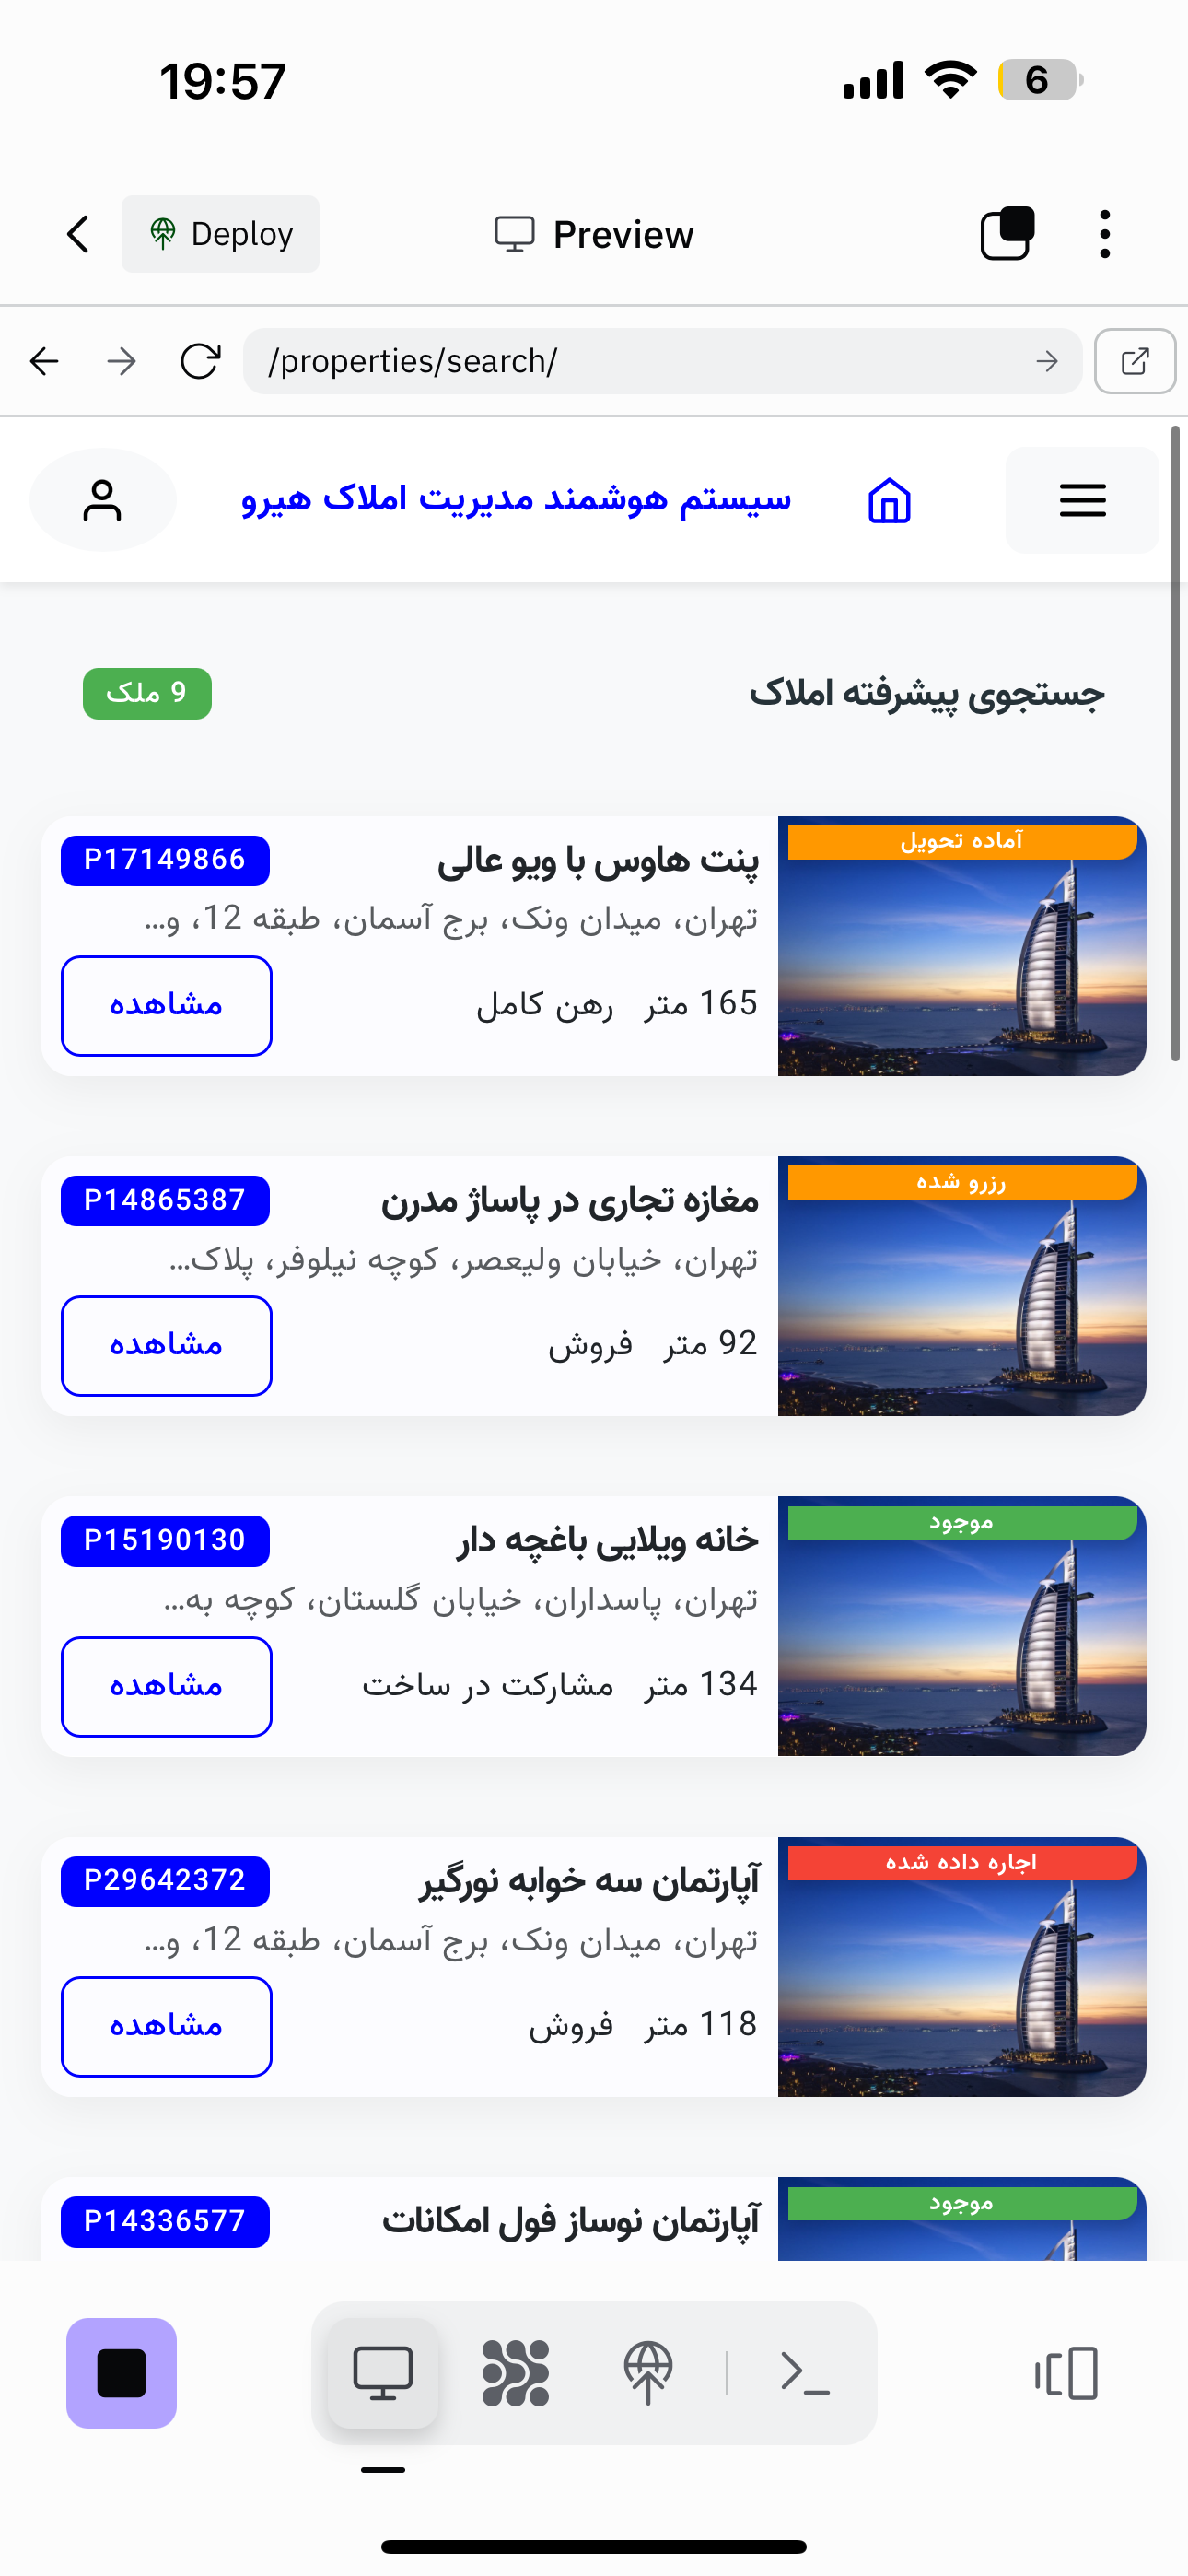 19:57
6
Deploy
Preview
/properties/search/
سیستم هوشمند مدیریت املاک هیرو
جستجوی پیشرفته املاک
9 ملک
آماده تحویل
پنت هاوس با ویو عالی
P17149866
تهران، میدان ونک، برج آسمان، طبقه 12، و...
165 متر رهن کامل
مشاهده
رزرو شده
مغازه تجاری در پاساژ مدرن
P14865387
تهران، خیابان ولیعصر، کوچه نیلوفر، پلاک...
92 متر فروش
مشاهده
موجود
خانه ویلایی باغچه دار
P15190130
تهران، پاسداران، خیابان گلستان، کوچه به...
134 متر مشارکت در ساخت
مشاهده
اجاره داده شده
آپارتمان سه خوابه نورگیر
P29642372
تهران، میدان ونک، برج آسمان، طبقه 12، و...
118 متر فروش
مشاهده
موجود
آپارتمان نوساز فول امکانات
P14336577